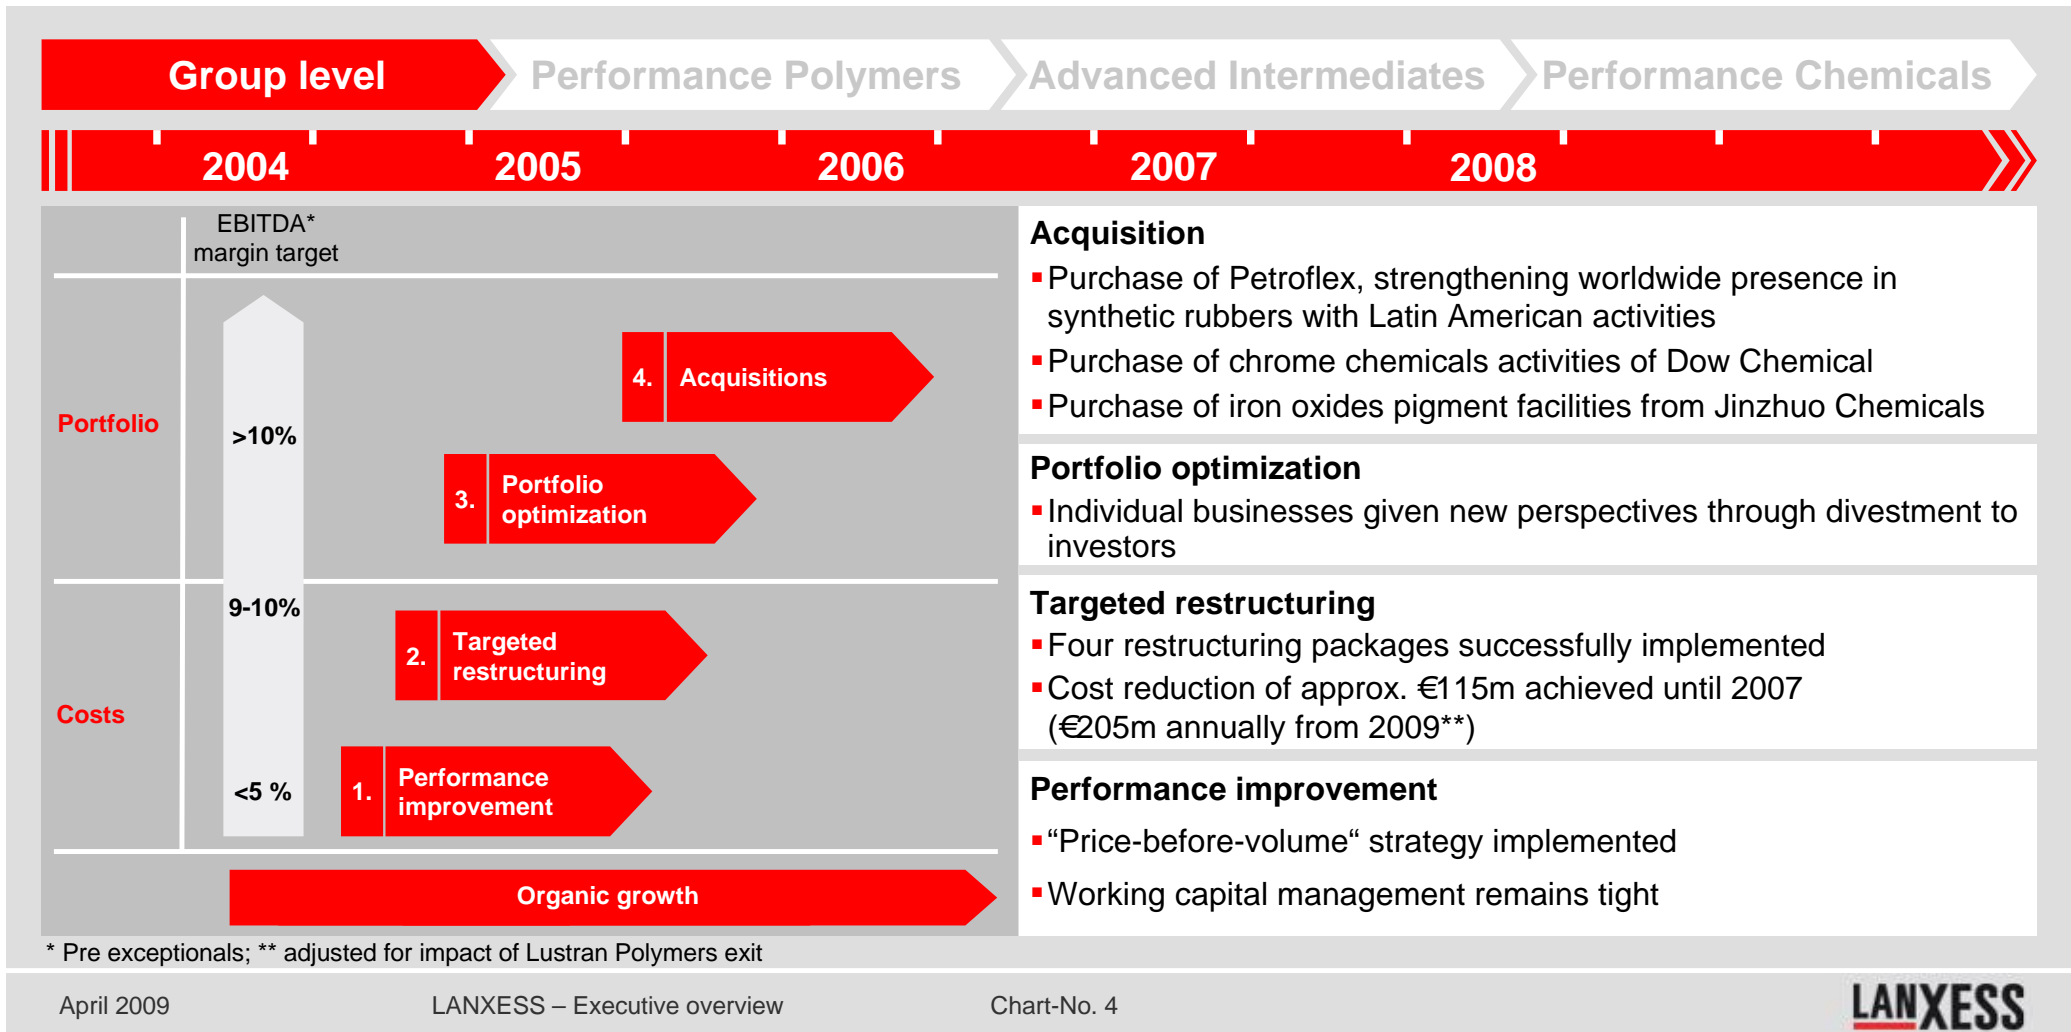 Group level
Performance Polymers
Advanced Intermediates
Performance Chemicals
2004
2005
2006
2007
2008
EBITDA*
margin target
Portfolio
>10%
4. Acquisitions
3. Portfolio
optimization
9-10%
Costs
2. Targeted
restructuring
<5 %
1. Performance
improvement
Organic growth
Acquisition
▪Purchase of Petroflex, strengthening worldwide presence in
synthetic rubbers with Latin American activities
▪Purchase of chrome chemicals activities of Dow Chemical
▪Purchase of iron oxides pigment facilities from Jinzhuo Chemicals
Portfolio optimization
▪Individual businesses given new perspectives through divestment to
investors
Targeted restructuring
▪Four restructuring packages successfully implemented
▪Cost reduction of approx. €115m achieved until 2007
(€205m annually from 2009**)
Performance improvement
▪“Price-before-volume“ strategy implemented
▪Working capital management remains tight
* Pre exceptionals; ** adjusted for impact of Lustran Polymers exit
April 2009
LANXESS – Executive overview
Chart-No. 4
LANXESS